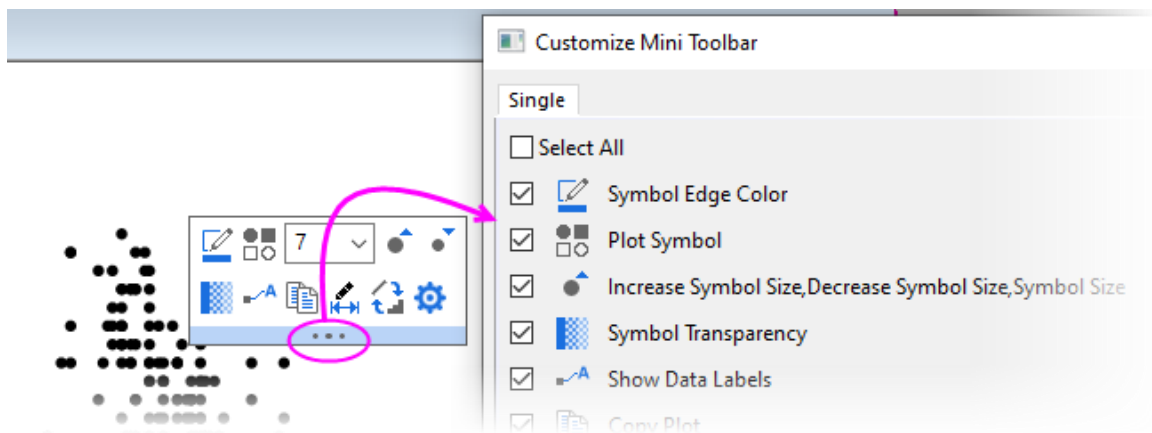 Customize Mini Toolbar
Single
Select All
Symbol Edge Color
7
Plot Symbol
Increase Symbol Size,Decrease Symbol Size,Symbol Size
Symbol Transparency
A
A Show Data Labels
Copy Plot